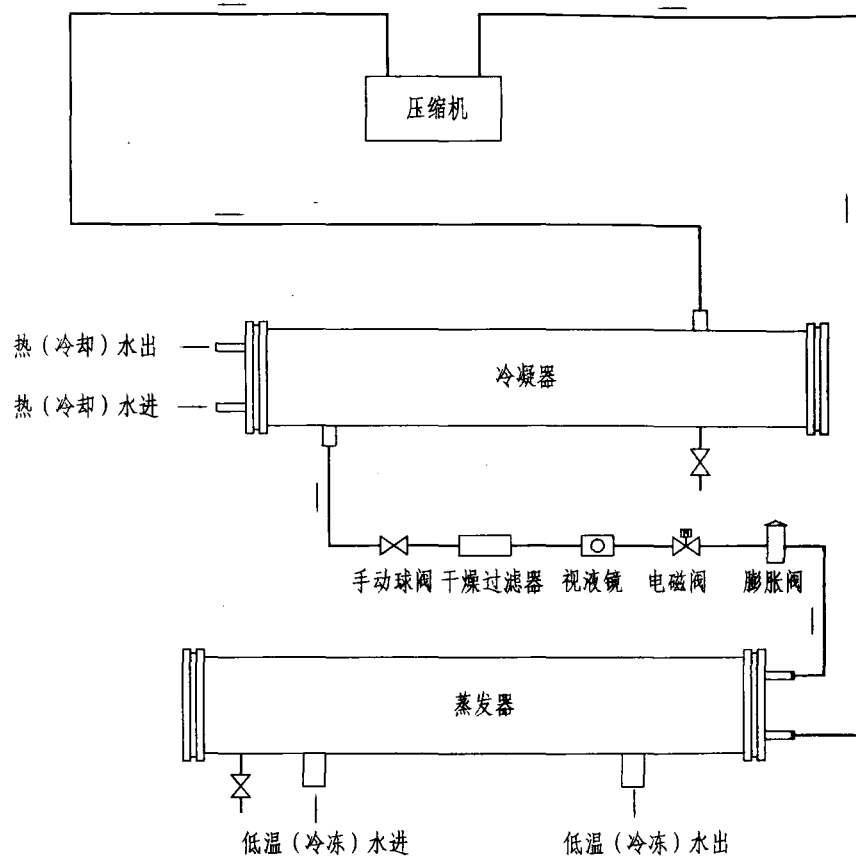 压缩机
热（冷却）水出
冷凝器
热（冷却）水进
手动球阀 干燥过滤器 视液镜 电磁阀 膨胀阀
蒸发器
低温（冷冻）水进 低温（冷冻）水出